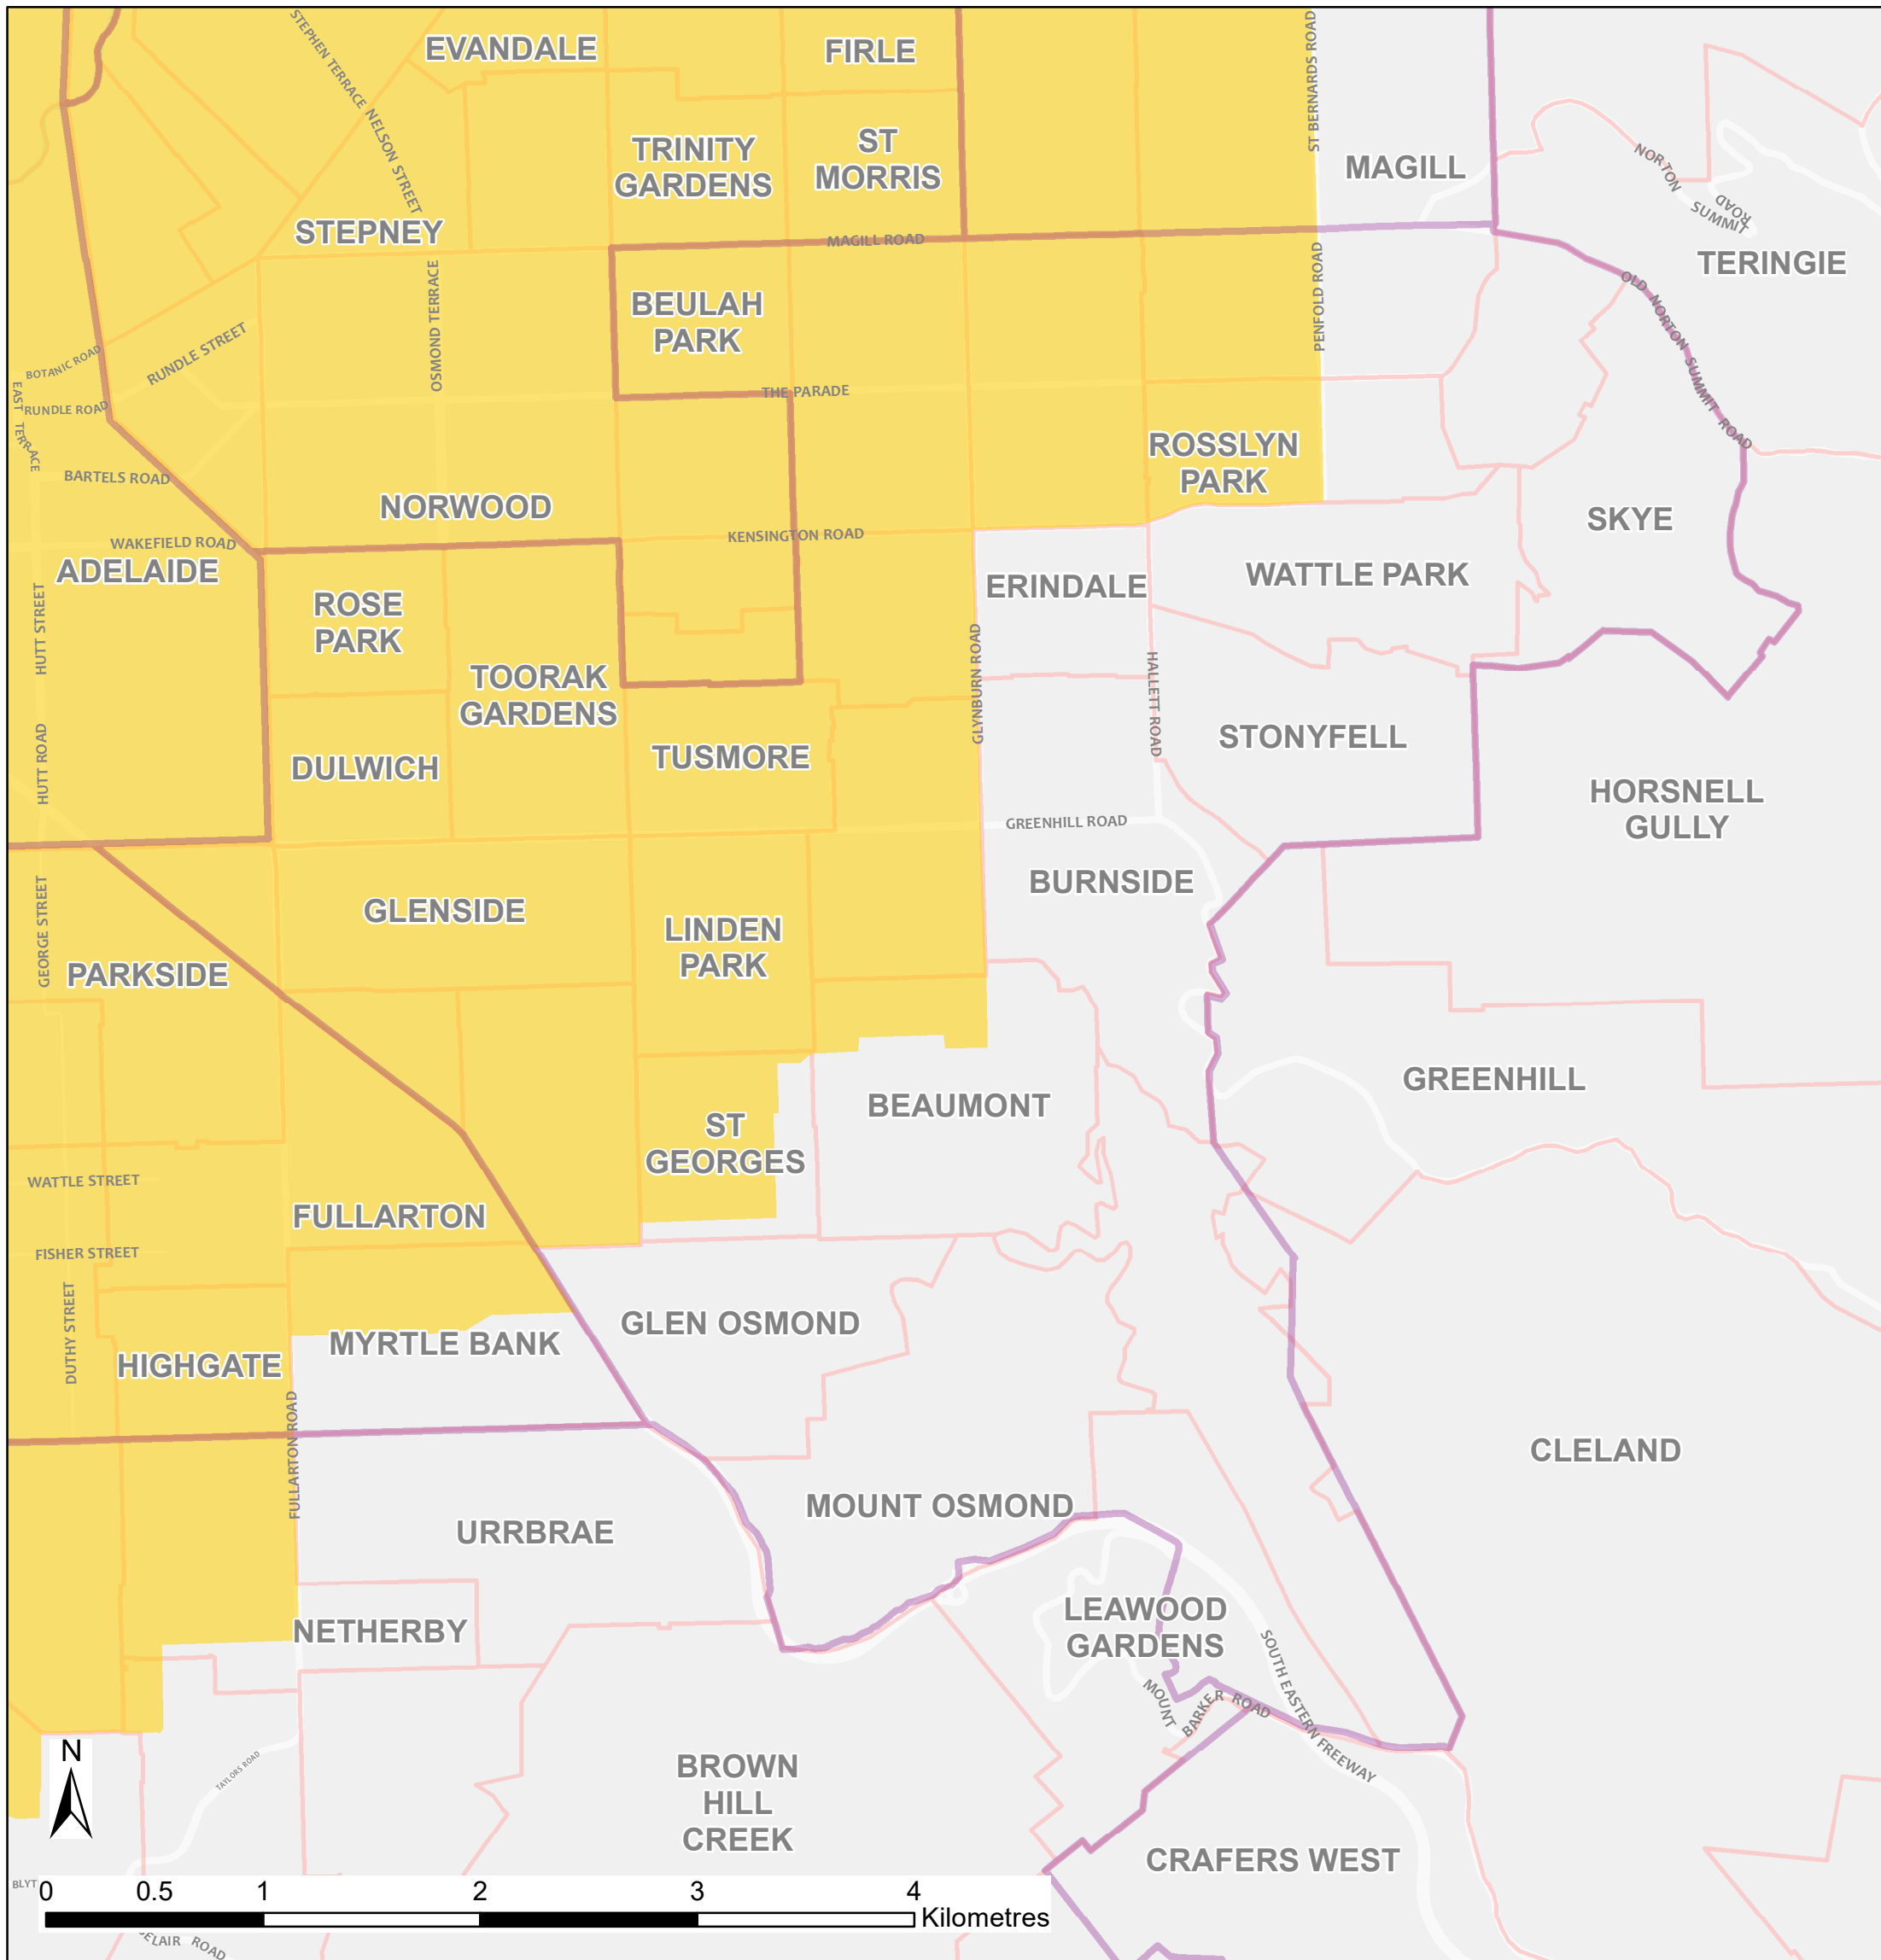 EVANDALE
FIRLE
STEPHEN TERRACE
NELSON STREET
ST BERNARDS ROAD
TRINITY
GARDENS
ST
MORRIS
MAGILL
NORTON
SUMMIT
ROAD
STEPNEY
MAGILL ROAD
TERINGIE
OSMOND TERRACE
BEULAH
PARK
PENFOLD ROAD
OLD NORTON SUMMIT ROAD
BOTANIC ROAD
RUNDLE STREET
EAST TERRACE
RUNDLE ROAD
THE PARADE
ROSSLYN
PARK
BARTELS ROAD
NORWOOD
SKYE
WAKEFIELD ROAD
KENSINGTON ROAD
ADELAIDE
ERINDALE
WATTLE PARK
HUTT STREET
ROSE
PARK
GLYNBURN ROAD
HALLETT ROAD
TOORAK
GARDENS
STONYFELL
HUTT ROAD
DULWICH
TUSMORE
HORSNELL
GULLY
GREENHILL ROAD
BURNSIDE
GEORGE STREET
GLENSIDE
LINDEN
PARK
PARKSIDE
GREENHILL
BEAUMONT
ST
GEORGES
WATTLE STREET
FULLARTON
FISHER STREET
DUTHY STREET
GLEN OSMOND
MYRTLE BANK
HIGHGATE
FULLARTON ROAD
CLELAND
MOUNT OSMOND
URRBRAE
LEAWOOD
GARDENS
NETHERBY
SOUTH EASTERN FREEWAY
MOUNT
BARKER ROAD
N
TAYLORS ROAD
BROWN
HILL
CREEK
CRAFERS WEST
BLYT
0 0.5 1 2 3 4
Kilometres
ELAIR ROAD